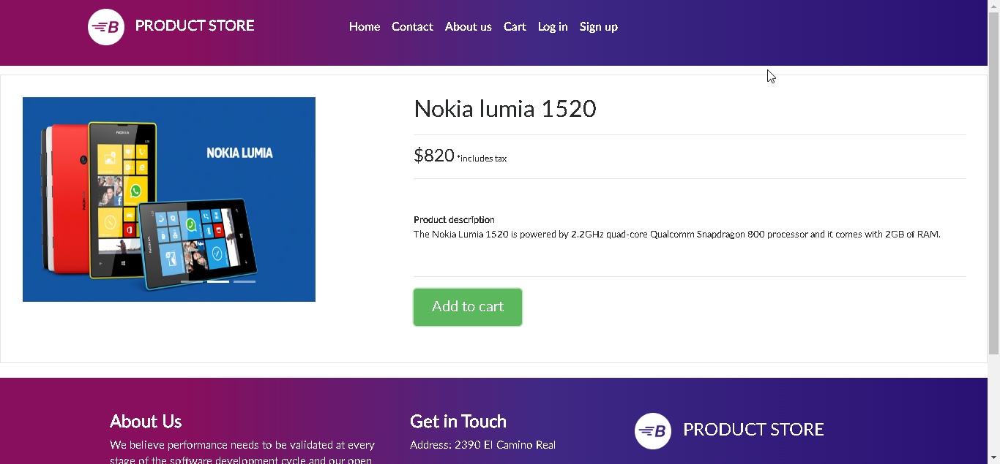 PRODUCT STORE
Home Contact About us Cart Log in Sign up
NOKIA
NOKIA LUMIA
Nokia lumia 1520
$820 *includes tax
Product description
The Nokia Lumia 1520 is powered by 2.2GHz quad-core Qualcomm Snapdragon 800 processor and it comes with 2GB of RAM.
Add to cart
About Us
We believe performance needs to be validated at every
stage of the software development cycle and our open
Get in Touch
Address: 2390 El Camino Real
PRODUCT STORE